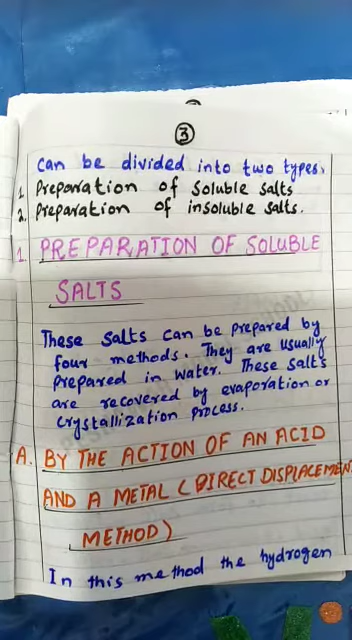 3
can be divided into two types.
1. Preparation of soluble salts
2. Preparation of insoluble salts.
1. PREPARATION OF SOLUBLE
SALTS
These salts can be prepared by
four methods. They are usually
prepared in water. These salts
are recovered by evaporation or
crystallization process.
A. BY THE ACTION OF AN ACID
AND A METAL (DIRECT DISPLACEMENT
METHOD)
In this method the hydrogen